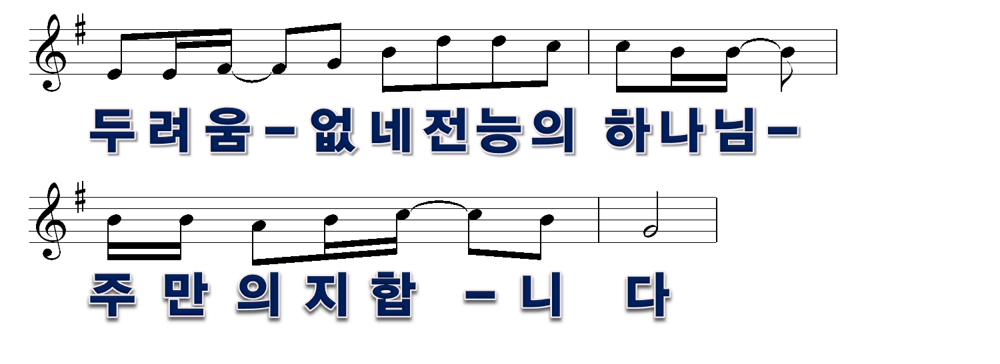 두려움-없네전능의 하나님-
주 만 의 지 합 - 니 다